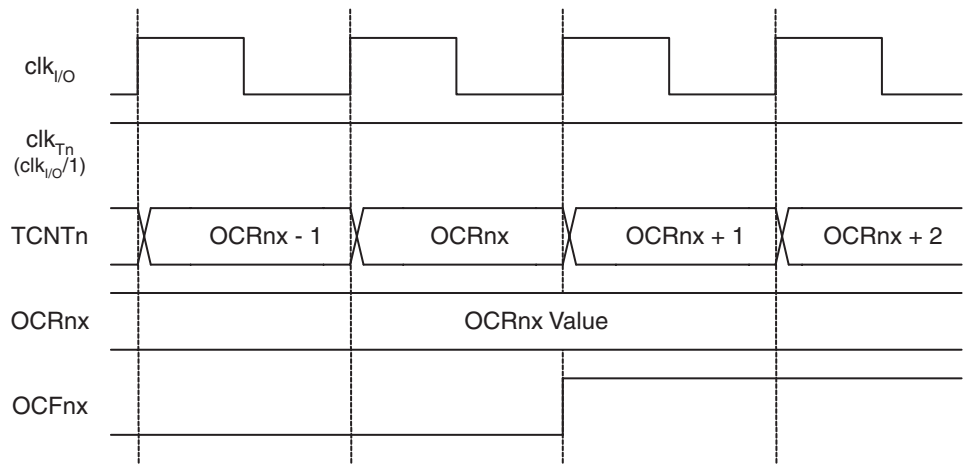 clkI/O
clkTn
(clkI/O/1)
TCNTn OCRnx - 1 OCRnx OCRnx + 1 OCRnx + 2
OCRnx OCRnx Value
OCFnx